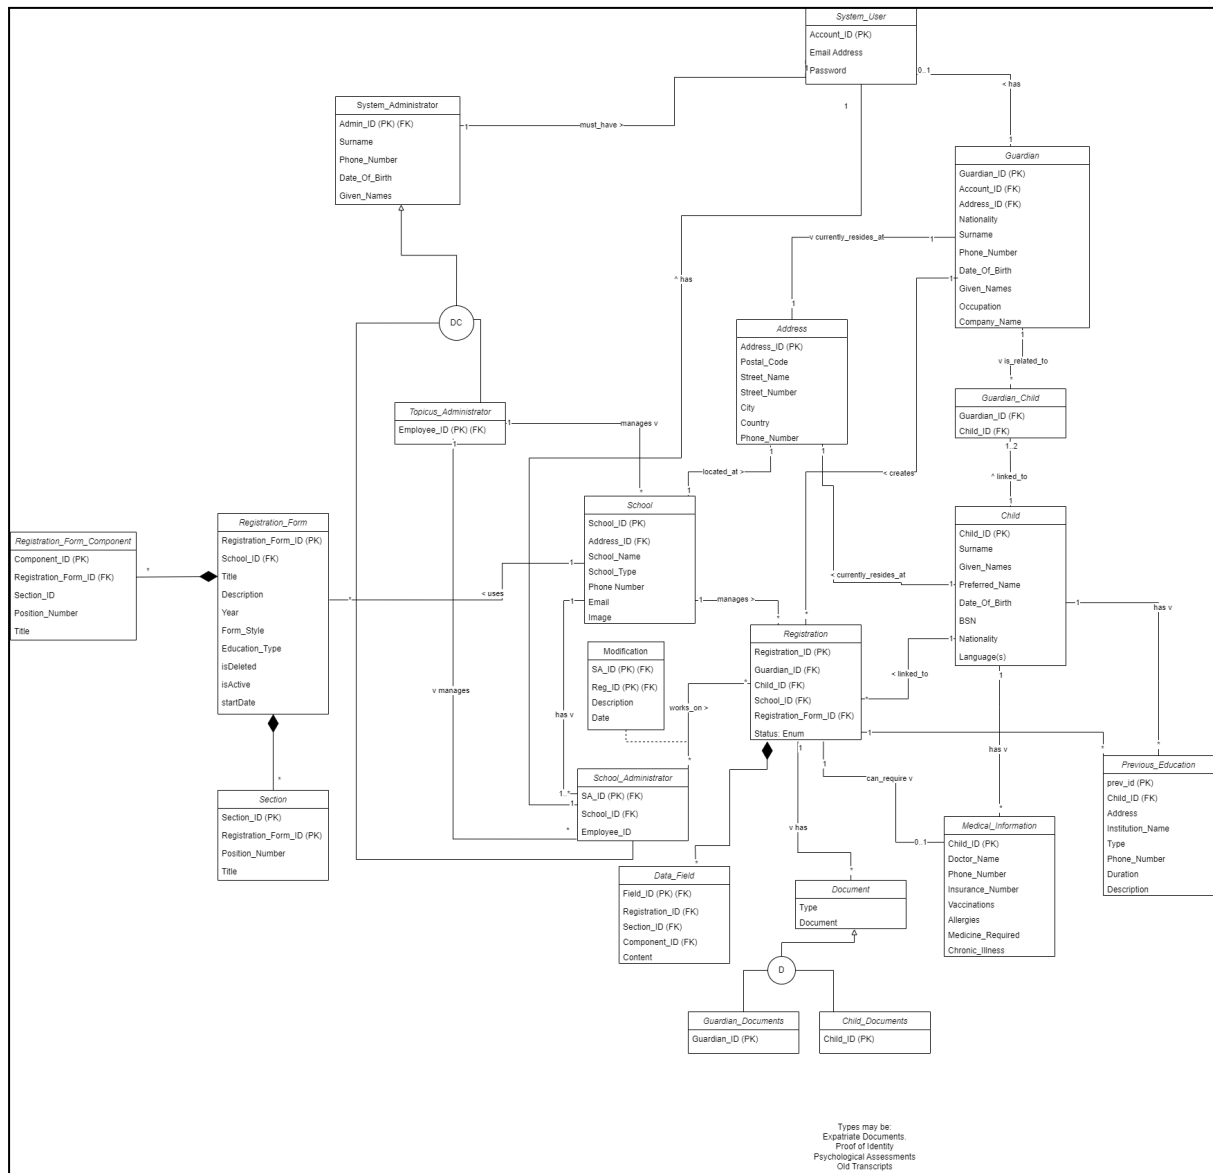 System_User
Account_ID (PK)
Email Address
Password
1
0..1
1
< has
1
System_Administrator
Admin_ID (PK) (FK)
Surname
Phone_Number
Date_Of_Birth
Given_Names
1
must_have >
Guardian
Guardian_ID (PK)
Account_ID (FK)
Address_ID (FK)
Nationality
Surname
Phone_Number
Date_Of_Birth
Given_Names
Occupation
Company_Name
1
1
1
v currently_resides_at
1
^ has
DC
Address
Address_ID (PK)
Postal_Code
Street_Name
Street_Number
City
Country
Phone_Number
1
1
v is_related_to
*
Guardian_Child
Guardian_ID (FK)
Child_ID (FK)
1..2
^ linked_to
1
Topicus_Administrator
Employee_ID (PK) (FK)
1
1
manages v
*
located_at >
1
< creates
*
School
School_ID (PK)
Address_ID (FK)
School_Name
School_Type
Phone Number
Email
Image
1
1
1
manages >
*
< uses
*
Child
Child_ID (PK)
Surname
Given_Names
Preferred_Name
Date_Of_Birth
BSN
Nationality
Language(s)
< currently_resides_at
1
1
1
1
has v
*
Registration_Form_Component
Component_ID (PK)
Registration_Form_ID (FK)
Section_ID
Position_Number
Title
*
Registration_Form
Registration_Form_ID (PK)
School_ID (FK)
Title
Description
Year
Form_Style
Education_Type
isDeleted
isActive
startDate
*
Section
Section_ID (PK)
Registration_Form_ID (PK)
Position_Number
Title
v manages
*
has v
1..*
1
Modification
SA_ID (PK) (FK)
Reg_ID (PK) (FK)
Description
Date
works_on >
*
*
Registration
Registration_ID (PK)
Guardian_ID (FK)
Child_ID (FK)
School_ID (FK)
Registration_Form_ID (FK)
Status: Enum
*
< linked_to
1
1
1
*
can_require v
0..1
has v
*
School_Administrator
SA_ID (PK) (FK)
School_ID (FK)
Employee_ID
v has
*
*
Previous_Education
prev_id (PK)
Child_ID (FK)
Address
Institution_Name
Type
Phone_Number
Duration
Description
Medical_Information
Child_ID (PK)
Doctor_Name
Phone_Number
Insurance_Number
Vaccinations
Allergies
Medicine_Required
Chronic_Illness
Data_Field
Field_ID (PK) (FK)
Registration_ID (FK)
Section_ID (FK)
Component_ID (FK)
Content
Document
Type
Document
D
Guardian_Documents
Guardian_ID (PK)
Child_Documents
Child_ID (PK)
Types may be:
Expatriate Documents.
Proof of Identity
Psychological Assessments
Old Transcripts